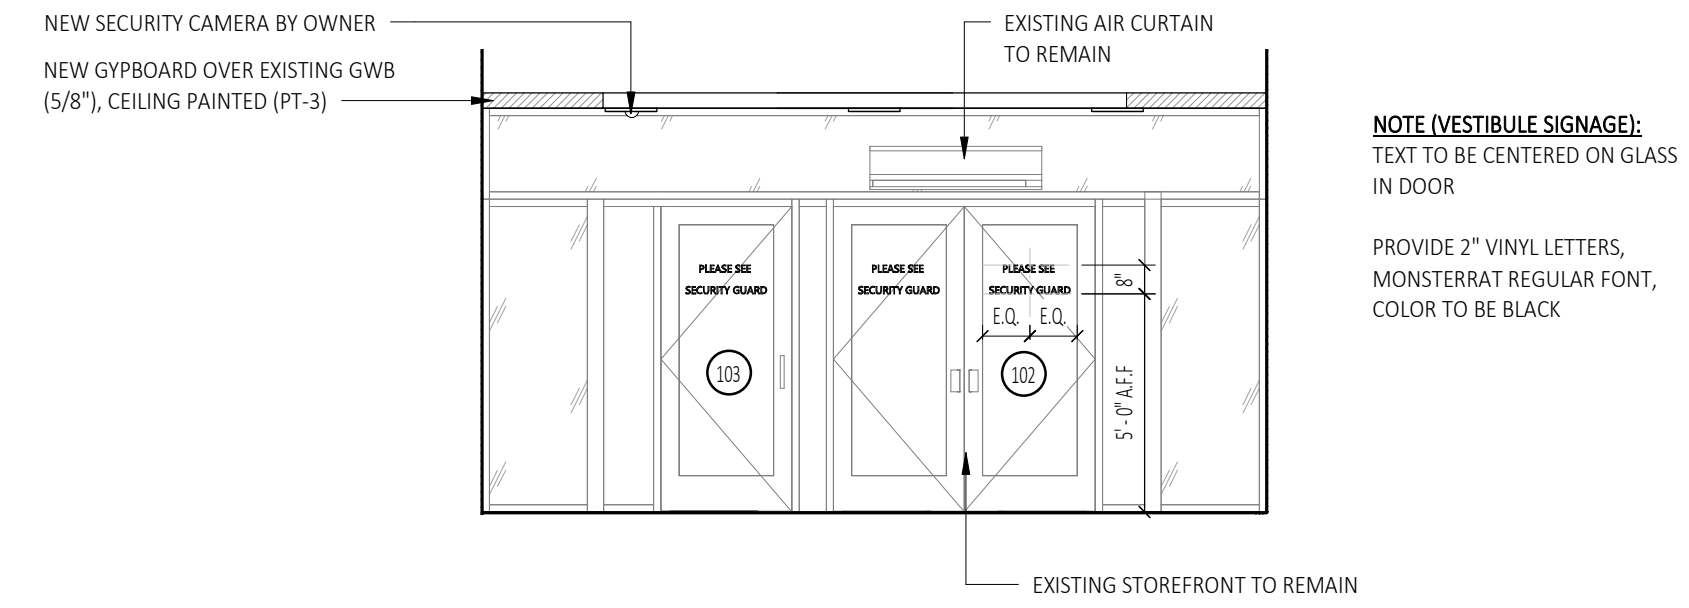 NEW SECURITY CAMERA BY OWNER
NEW GYPBOARD OVER EXISTING GWB
(5/8"), CEILING PAINTED (PT-3)
EXISTING AIR CURTAIN
TO REMAIN
NOTE (VESTIBULE SIGNAGE):
TEXT TO BE CENTERED ON GLASS
IN DOOR
PROVIDE 2" VINYL LETTERS,
MONSTERRAT REGULAR FONT,
COLOR TO BE BLACK
PLEASE SEE
SECURITY GUARD
PLEASE SEE
SECURITY GUARD
PLEASE SEE
SECURITY GUARD
8"
E.Q.
E.Q.
103
102
5' - 0" A.F.F
EXISTING STOREFRONT TO REMAIN